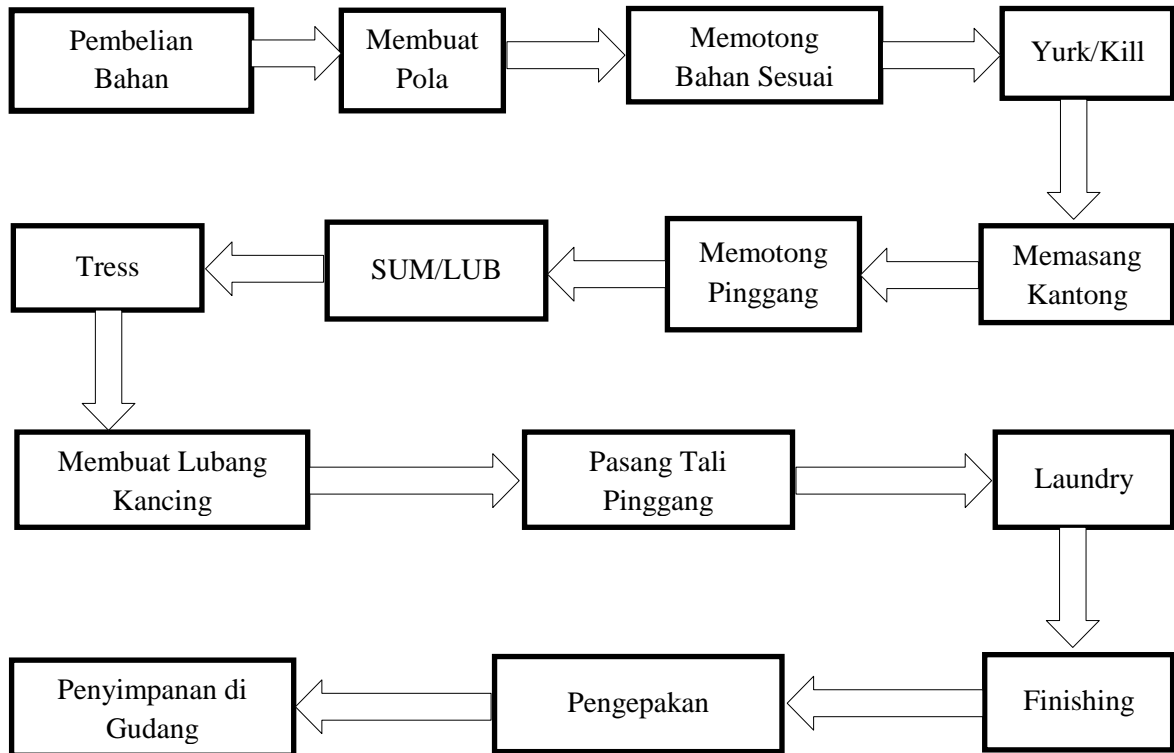 Pembelian
Bahan
Membuat
Pola
Memotong
Bahan Sesuai
Yurk/Kill
Tress
SUM/LUB
Memotong
Pinggang
Memasang
Kantong
Membuat Lubang
Kancing
Pasang Tali
Pinggang
Laundry
Penyimpanan di
Gudang
Pengepakan
Finishing